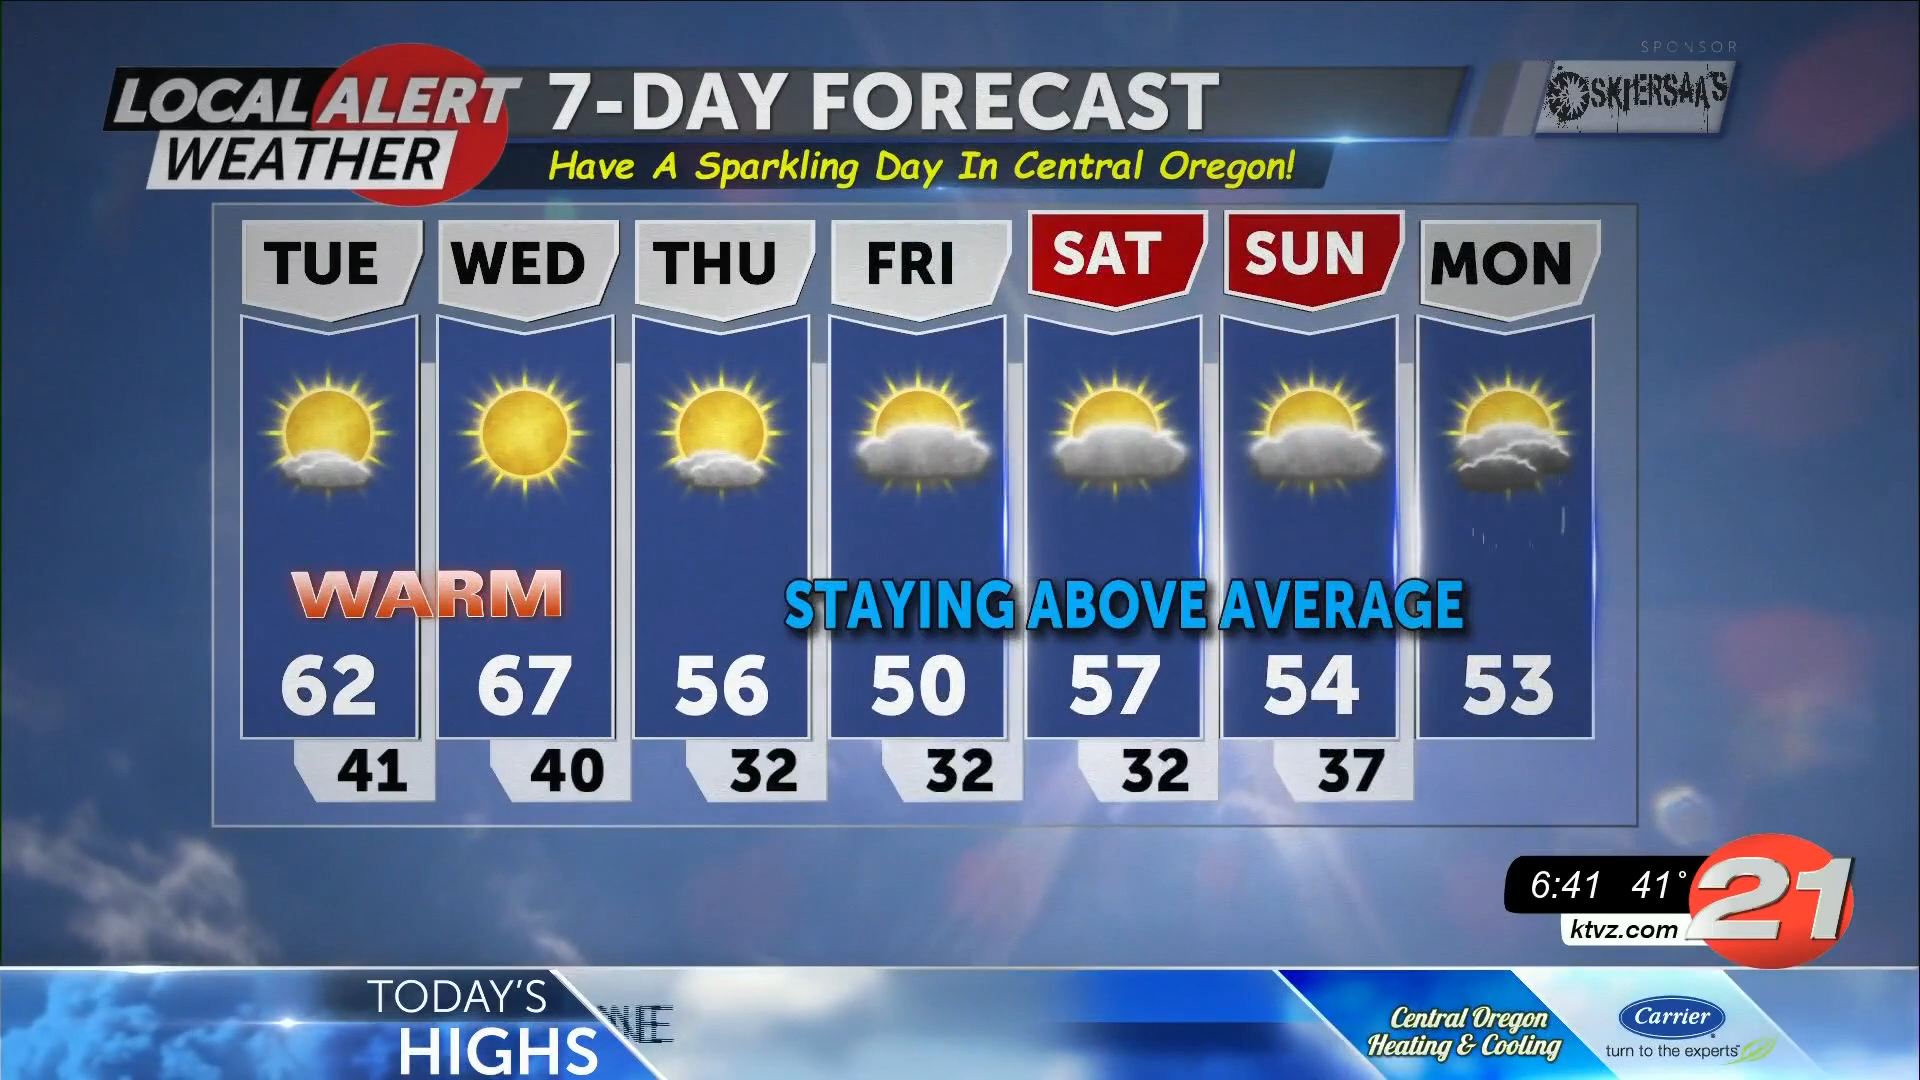 SPONSOR
LOCAL ALERT
WEATHER
7-DAY FORECAST
SKJERSAA'S
Have A Sparkling Day In Central Oregon!
TUE WED THU FRI SAT SUN MON
WARM
STAYING ABOVE AVERAGE
62 67 56 50 57 54 53
41 40 32 32 32 37
6:41 41°
21
ktvz.com
TODAY'S
HIGHS
Central Oregon
Heating & Cooling
Carrier
turn to the experts